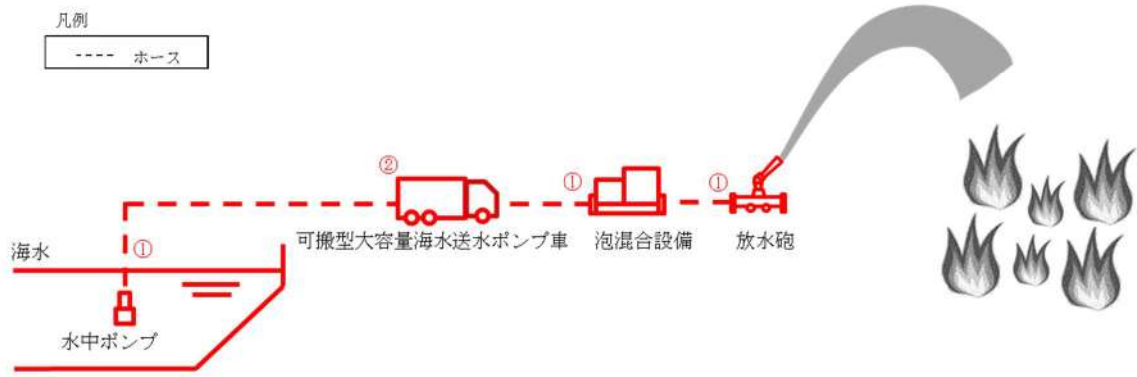 凡例
---- ホース
②
①
①
可搬型大容量海水送水ポンプ車
泡混合設備
放水砲
海水
①
水中ポンプ